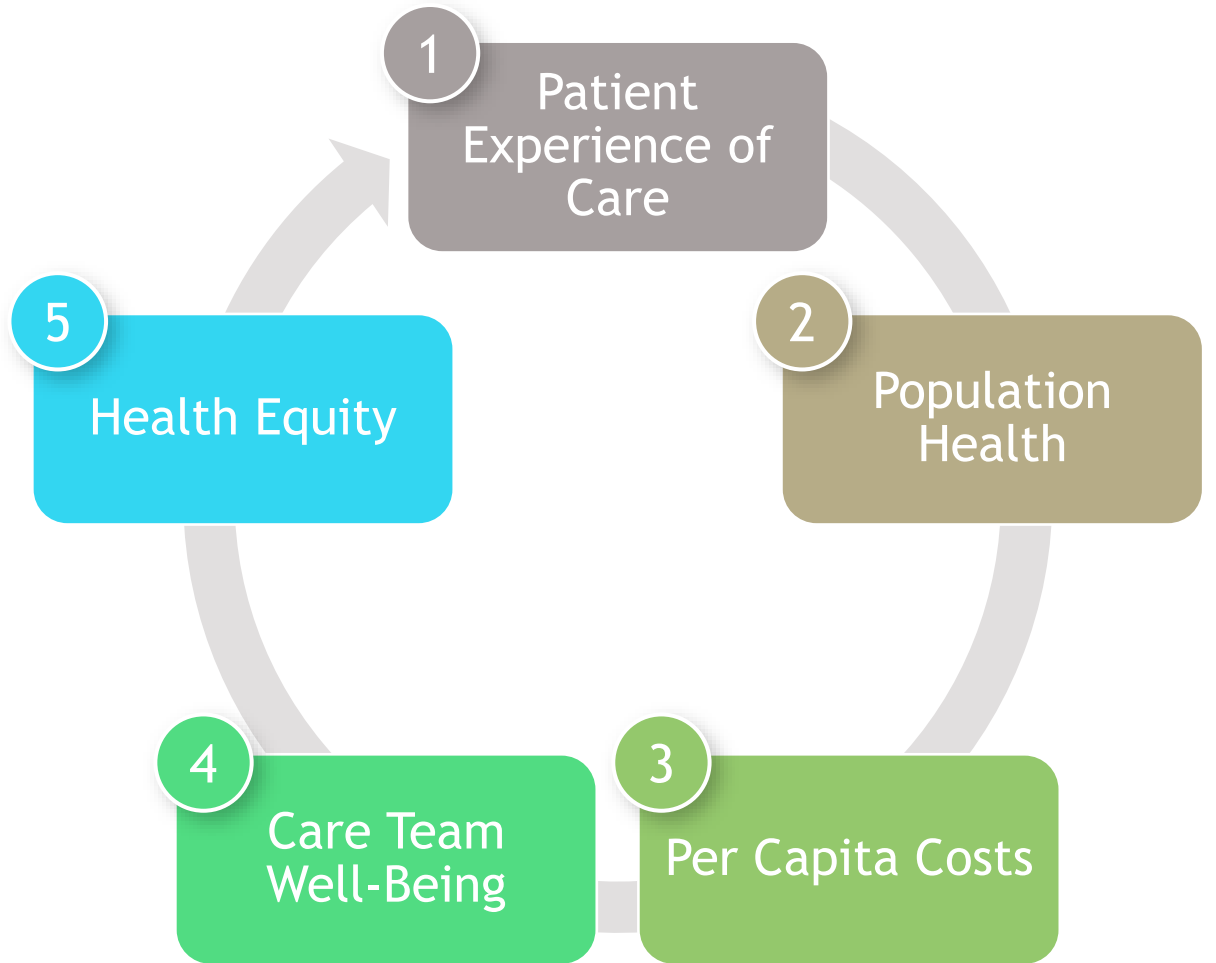 1
Patient
Experience of
Care
2
Population
Health
3
Per Capita Costs
4
Care Team
Well-Being
5
Health Equity